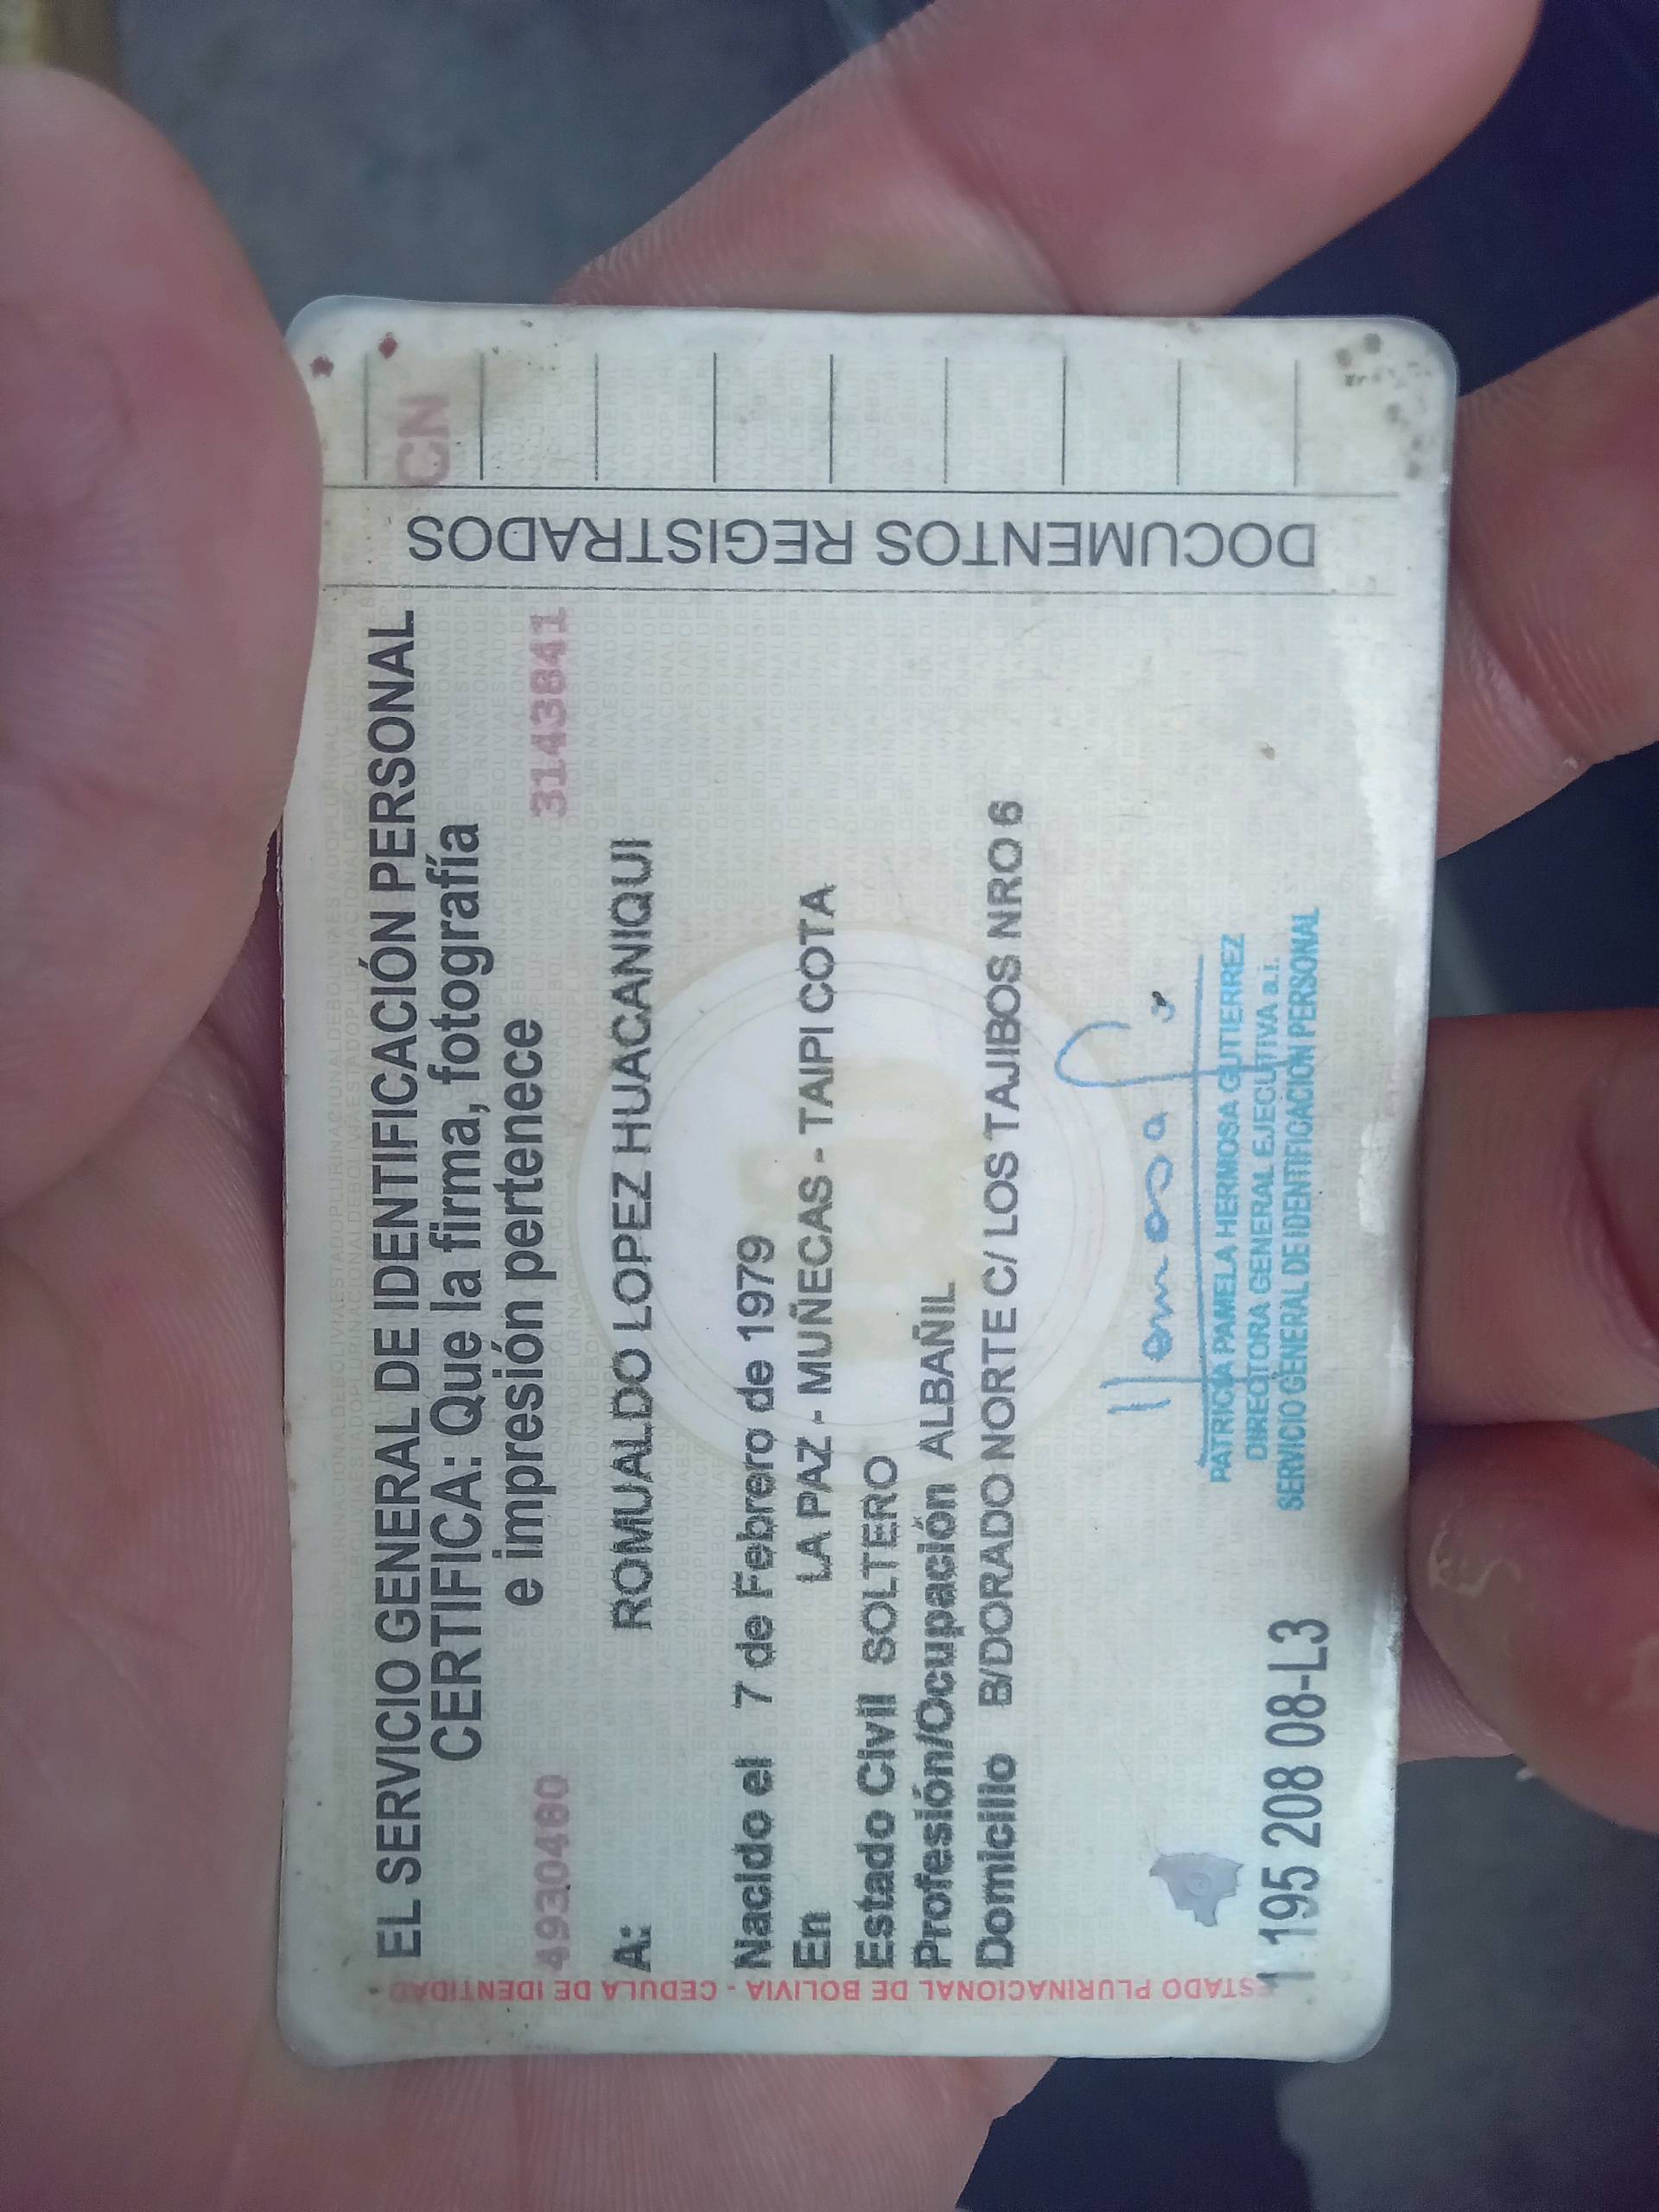 EL SERVICIO GENERAL DE IDENTIFICACIÓN PERSONAL
CERTIFICA: Que la firma, fotografía
e impresión pertenece
4930460 3143841
A: ROMUALDO LOPEZ HUACANIQUI
Nacido el 7 de Febrero de 1979
En LA PAZ - MUÑECAS - TAIPI COTA
Estado Civil SOLTERO
Profesión/Ocupación ALBAÑIL
Domicilio B/DORADO NORTE C/ LOS TAJIBOS NRO 6
Hermosa G.
PATRICIA PAMELA HERMOSA GUTIERREZ
DIRECTORA GENERAL EJECUTIVA a.i.
SERVICIO GENERAL DE IDENTIFICACIÓN PERSONAL
1 195 208 08-L3
ESTADO PLURINACIONAL DE BOLIVIA - CEDULA DE IDENTIDAD
DOCUMENTOS REGISTRADOS
CN